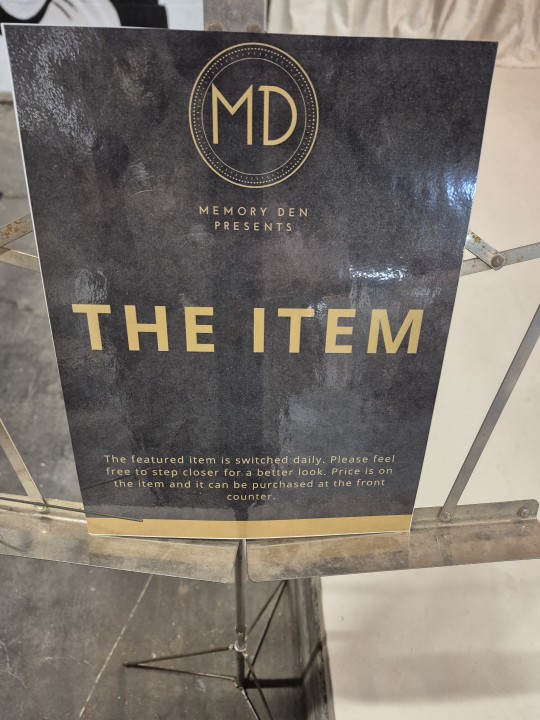 MD
MEMORY DEN
PRESENTS
THE ITEM
The featured item is switched daily. Please feel
free to step closer for a better look. Price is on
the item and it can be purchased at the front
counter.